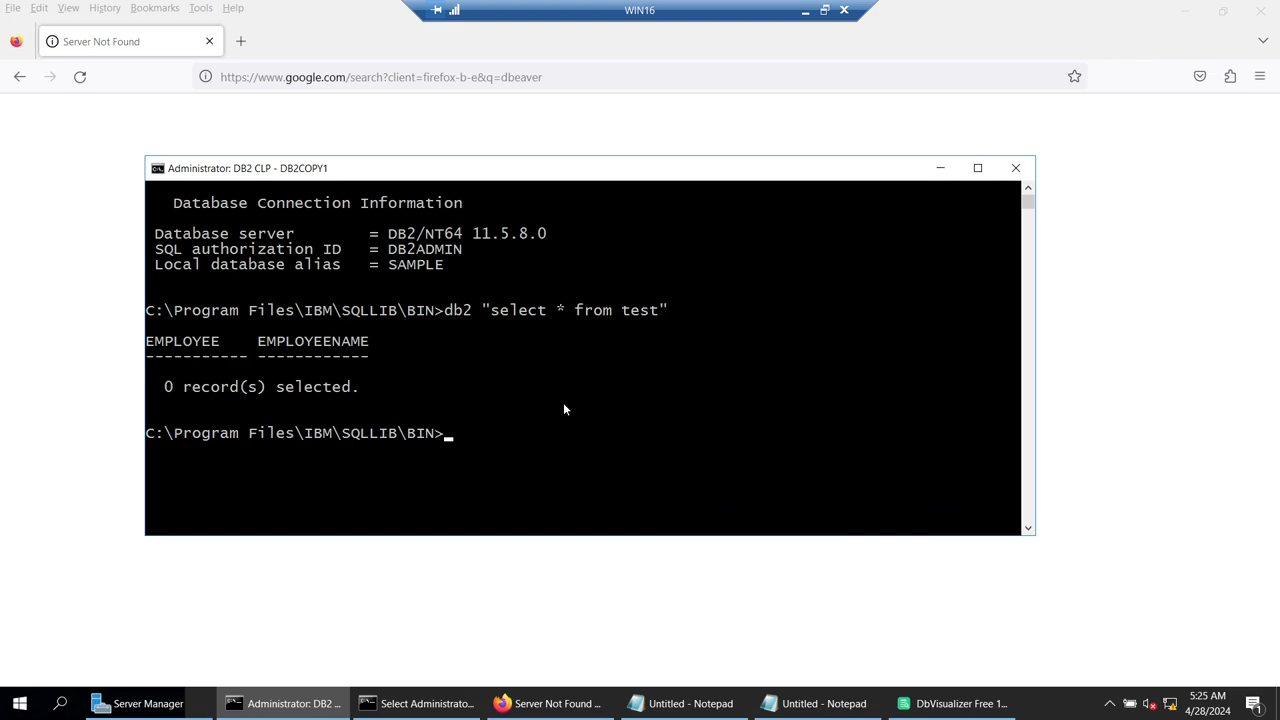 File Edit View History Bookmarks Tools Help
WIN16
Server Not Found
https://www.google.com/search?client=firefox-b-e&q=dbeaver
Administrator: DB2 CLP - DB2COPY1
Database Connection Information
Database server = DB2/NT64 11.5.8.0
SQL authorization ID = DB2ADMIN
Local database alias = SAMPLE
C:\Program Files\IBM\SQLLIB\BIN>db2 "select * from test"
EMPLOYEE EMPLOYEENAME
----------- ------------
0 record(s) selected.
C:\Program Files\IBM\SQLLIB\BIN>
Server Manager
Administrator: DB2 ...
Select Administrato...
Server Not Found ...
Untitled - Notepad
Untitled - Notepad
DbVisualizer Free 1...
5:25 AM
4/28/2024
1